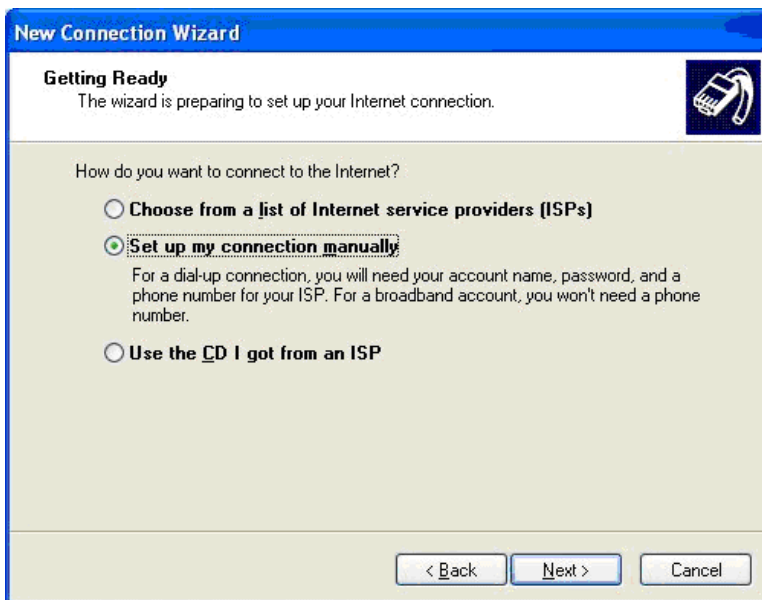 New Connection Wizard
Getting Ready
The wizard is preparing to set up your Internet connection.
How do you want to connect to the Internet?
Choose from a list of Internet service providers (ISPs)
Set up my connection manually
For a dial-up connection, you will need your account name, password, and a
phone number for your ISP. For a broadband account, you won't need a phone
number.
Use the CD I got from an ISP
< Back Next > Cancel